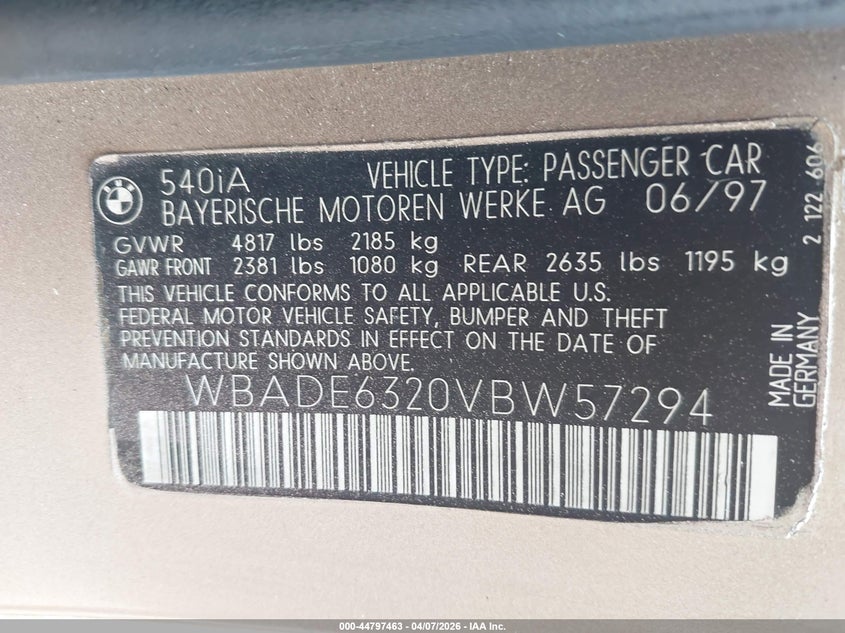 BMW
540iA VEHICLE TYPE: PASSENGER CAR
BAYERISCHE MOTOREN WERKE AG 06/97
GVWR 4817 lbs 2185 kg
GAWR FRONT 2381 lbs 1080 kg REAR 2635 lbs 1195 kg
THIS VEHICLE CONFORMS TO ALL APPLICABLE U.S.
FEDERAL MOTOR VEHICLE SAFETY, BUMPER AND THEFT
PREVENTION STANDARDS IN EFFECT ON THE DATE OF
MANUFACTURE SHOWN ABOVE.
WBADE6320VBW57294
MADE IN
GERMANY
2 122 606
000-44797463 - 04/07/2026 - IAA Inc.